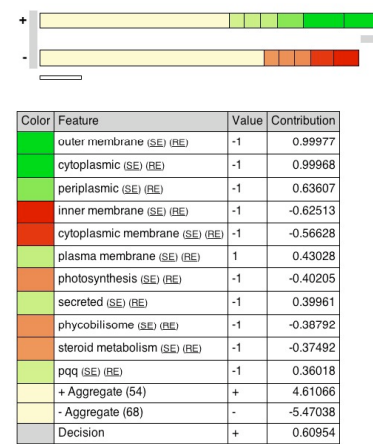 +
-
Color Feature Value Contribution
outer membrane (SE) (RE) -1 0.99977
cytoplasmic (SE) (RE) -1 0.99968
periplasmic (SE) (RE) -1 0.63607
inner membrane (SE) (RE) -1 -0.62513
cytoplasmic membrane (SE) (RE) -1 -0.56628
plasma membrane (SE) (RE) 1 0.43028
photosynthesis (SE) (RE) -1 -0.40205
secreted (SE) (RE) -1 0.39961
phycobilisome (SE) (RE) -1 -0.38792
steroid metabolism (SE) (RE) -1 -0.37492
pqq (SE) (RE) -1 0.36018
+ Aggregate (54) + 4.61066
- Aggregate (68) - -5.47038
Decision + 0.60954